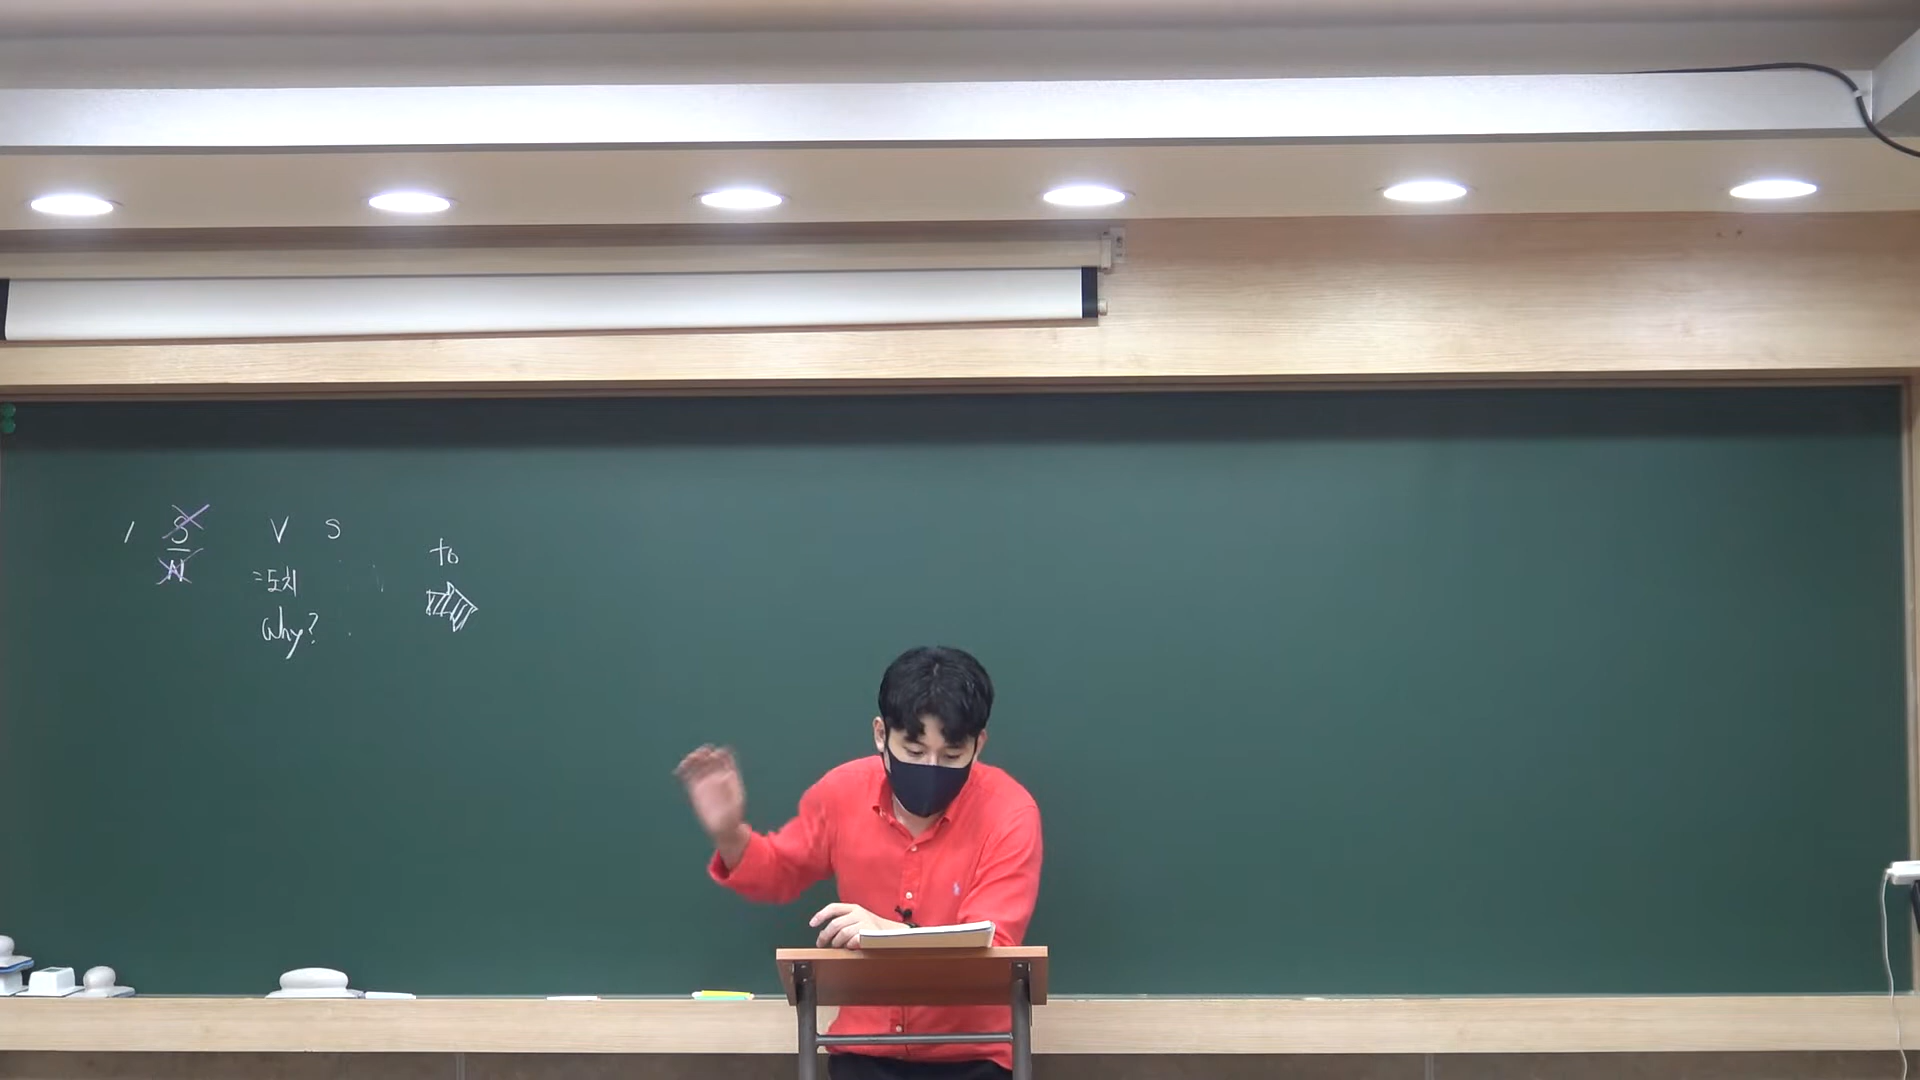 / S V S
N to
=도치
Why?